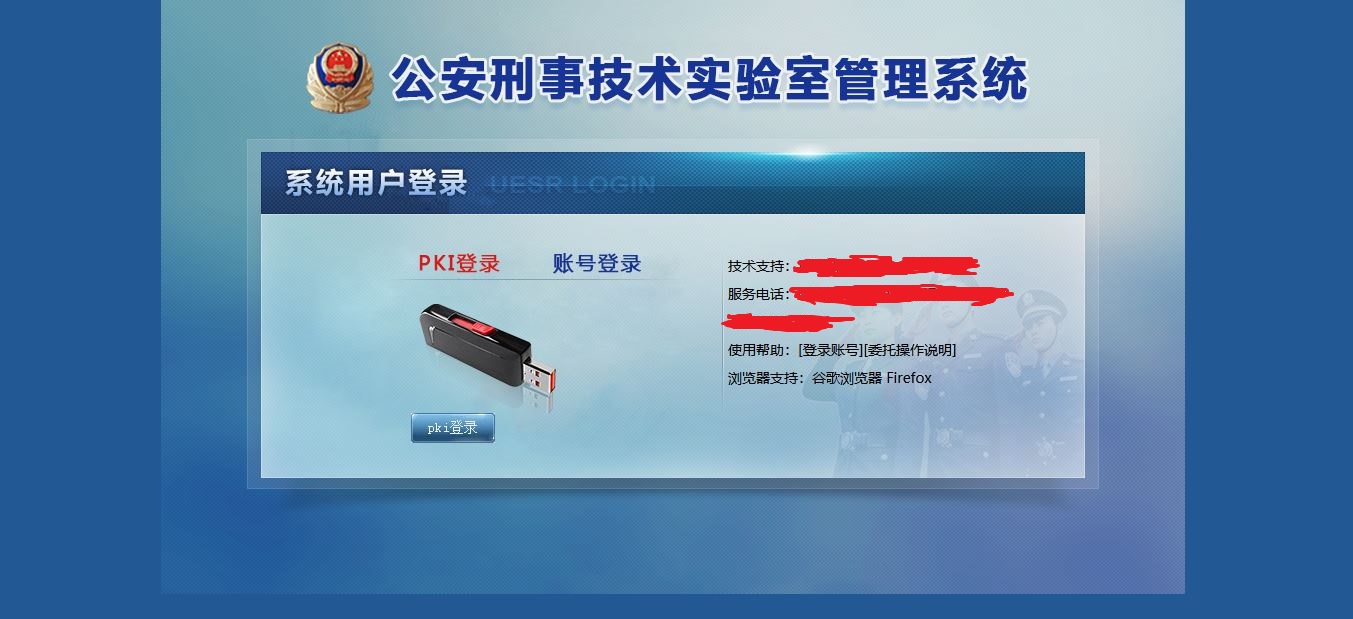 公安刑事技术实验室管理系统
系统用户登录 UESR LOGIN
PKI登录 账号登录
技术支持：
服务电话：
使用帮助：[登录账号][委托操作说明]
浏览器支持：谷歌浏览器 Firefox
pki登录